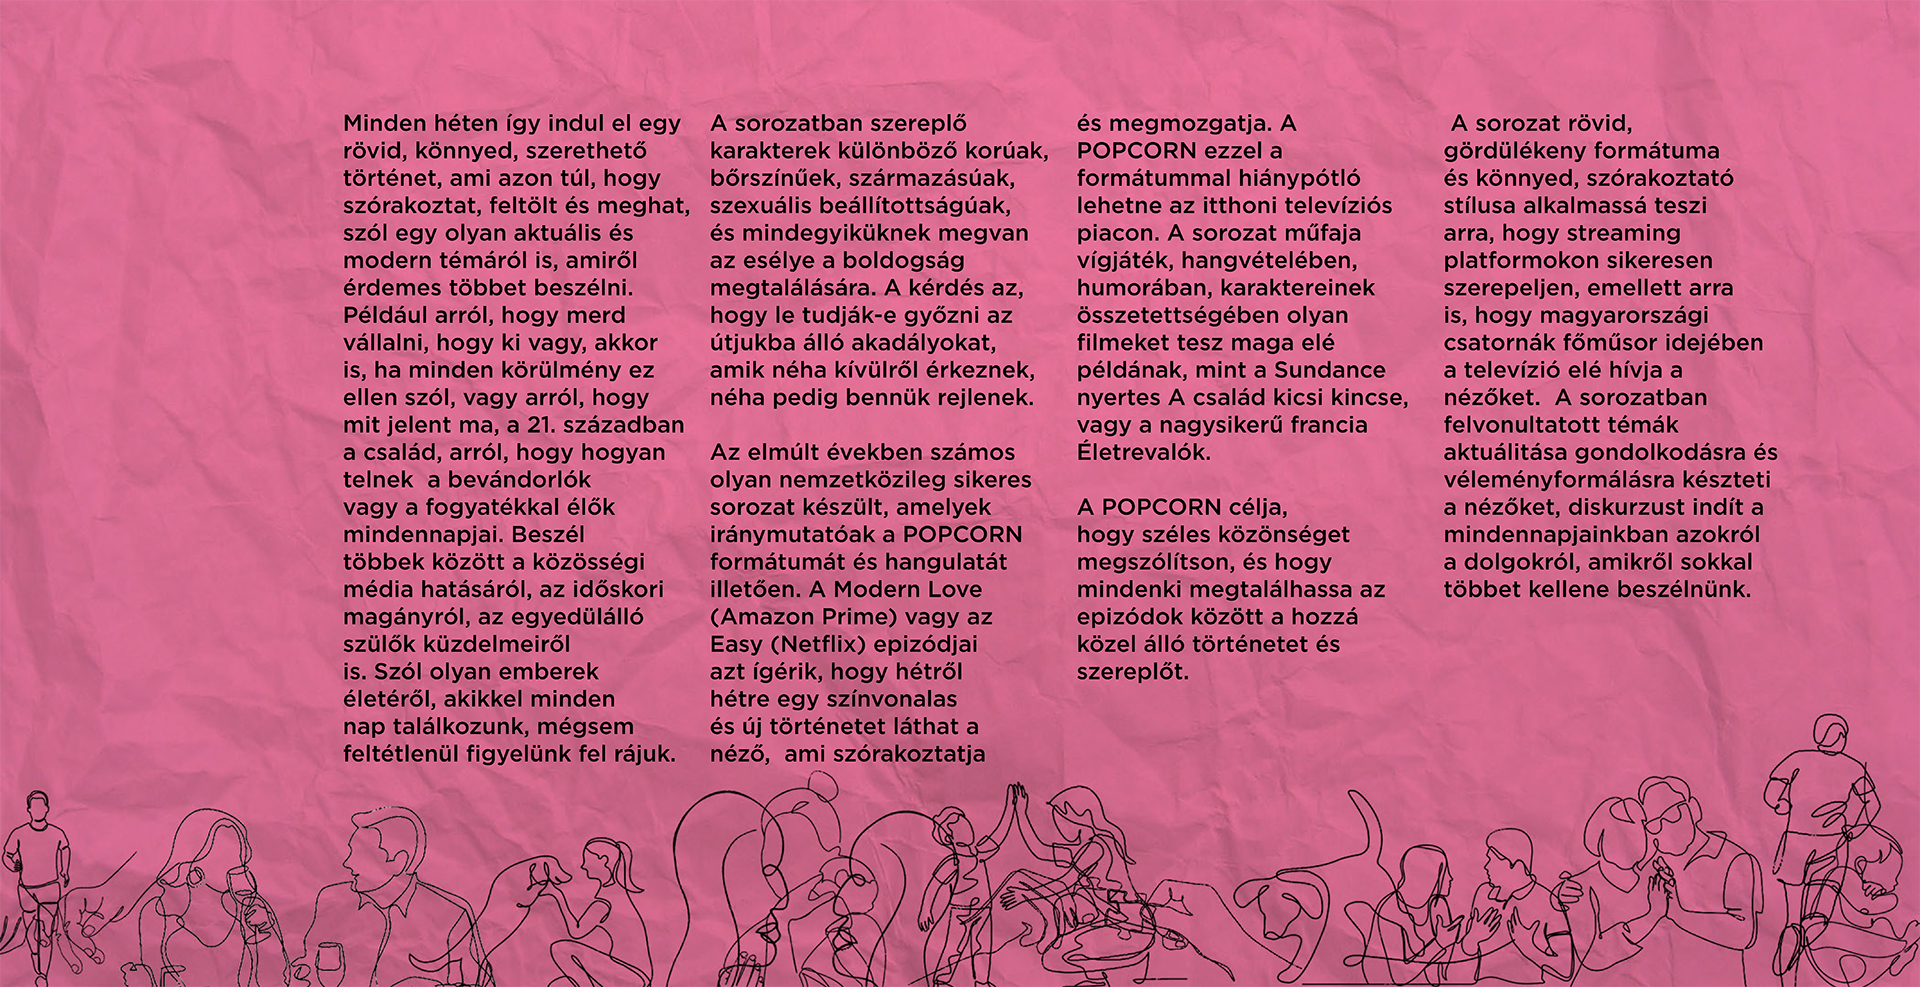 Minden héten így indul el egy
rövid, könnyed, szerethető
történet, ami azon túl, hogy
szórakoztat, feltölt és meghat,
szól egy olyan aktuális és
modern témáról is, amiről
érdemes többet beszélni.
Például arról, hogy merd
vállalni, hogy ki vagy, akkor
is, ha minden körülmény ez
ellen szól, vagy arról, hogy
mit jelent ma, a 21. században
a család, arról, hogy hogyan
telnek  a bevándorlók
vagy a fogyatékkal élők
mindennapjai. Beszél
többek között a közösségi
média hatásáról, az időskori
magányról, az egyedülálló
szülők küzdelmeiről
is. Szól olyan emberek
életéről, akikkel minden
nap találkozunk, mégsem
feltétlenül figyelünk fel rájuk.
A sorozatban szereplő
karakterek különböző korúak,
bőrszínűek, származásúak,
szexuális beállítottságúak,
és mindegyiküknek megvan
az esélye a boldogság
megtalálására. A kérdés az,
hogy le tudják-e győzni az
útjukba álló akadályokat,
amik néha kívülről érkeznek,
néha pedig bennük rejlenek.
Az elmúlt években számos
olyan nemzetközileg sikeres
sorozat készült, amelyek
iránymutatóak a POPCORN
formátumát és hangulatát
illetően. A Modern Love
(Amazon Prime) vagy az
Easy (Netflix) epizódjai
azt ígérik, hogy hétről
hétre egy színvonalas
és új történetet láthat a
néző,  ami szórakoztatja
és megmozgatja. A
POPCORN ezzel a
formátummal hiánypótló
lehetne az itthoni televíziós
piacon. A sorozat műfaja
vígjáték, hangvételében,
humorában, karaktereinek
összetettségében olyan
filmeket tesz maga elé
példának, mint a Sundance
nyertes A család kicsi kincse,
vagy a nagysikerű francia
Életrevalók.
A POPCORN célja,
hogy széles közönséget
megszólítson, és hogy
mindenki megtalálhassa az
epizódok között a hozzá
közel álló történetet és
szereplőt.
A sorozat rövid,
gördülékeny formátuma
és könnyed, szórakoztató
stílusa alkalmassá teszi
arra, hogy streaming
platformokon sikeresen
szerepeljen, emellett arra
is, hogy magyarországi
csatornák főműsor idejében
a televízió elé hívja a
nézőket.  A sorozatban
felvonultatott témák
aktuálitása gondolkodásra és
véleményformálásra készteti
a nézőket, diskurzust indít a
mindennapjainkban azokról
a dolgokról, amikről sokkal
többet kellene beszélnünk.